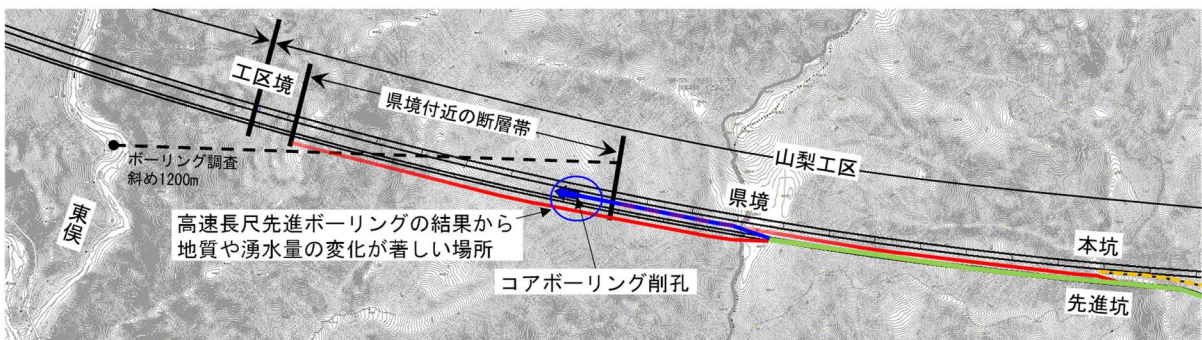 工区境
県境付近の断層帯
山梨工区
ボーリング調査
斜め1200m
東俣
県境
高速長尺先進ボーリングの結果から
地質や湧水量の変化が著しい場所
コアボーリング削孔
本坑
先進坑